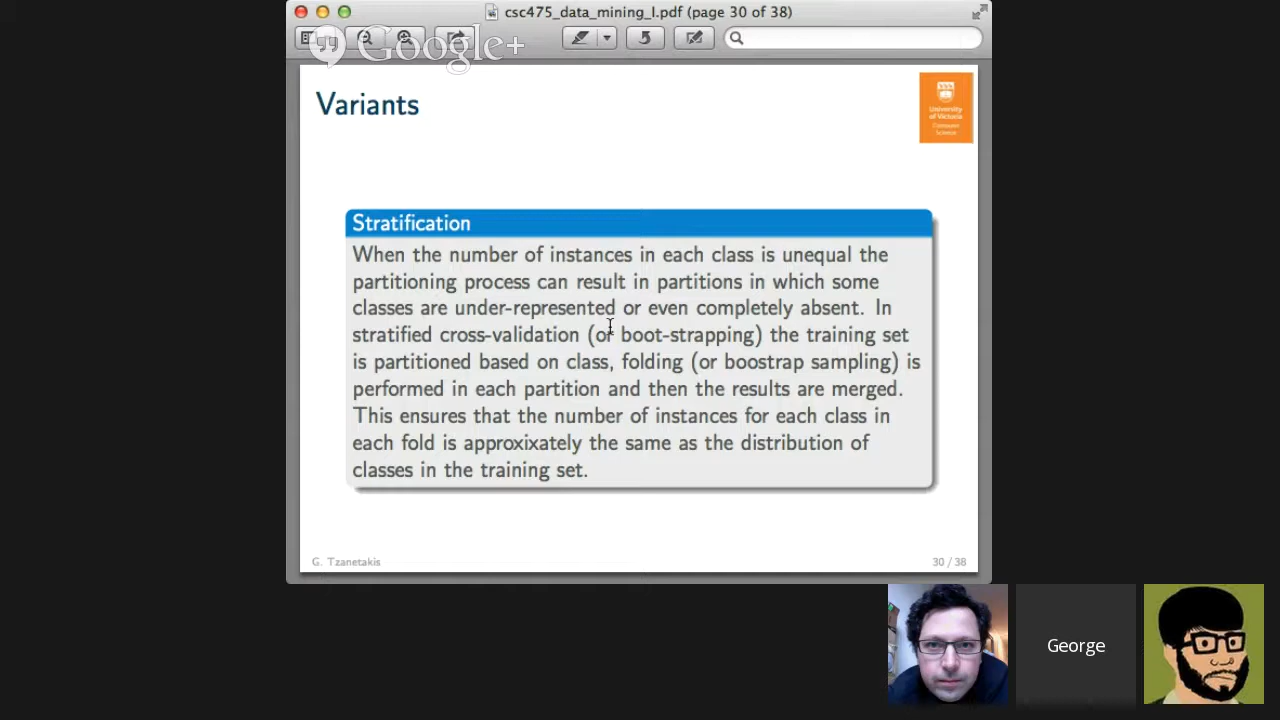 csc475_data_mining_I.pdf (page 30 of 38)
Google+
Variants
University
of Victoria
Computer
Science
Stratification
When the number of instances in each class is unequal the
partitioning process can result in partitions in which some
classes are under-represented or even completely absent. In
stratified cross-validation (or boot-strapping) the training set
is partitioned based on class, folding (or boostrap sampling) is
performed in each partition and then the results are merged.
This ensures that the number of instances for each class in
each fold is approxixately the same as the distribution of
classes in the training set.
G. Tzanetakis
30 / 38
George